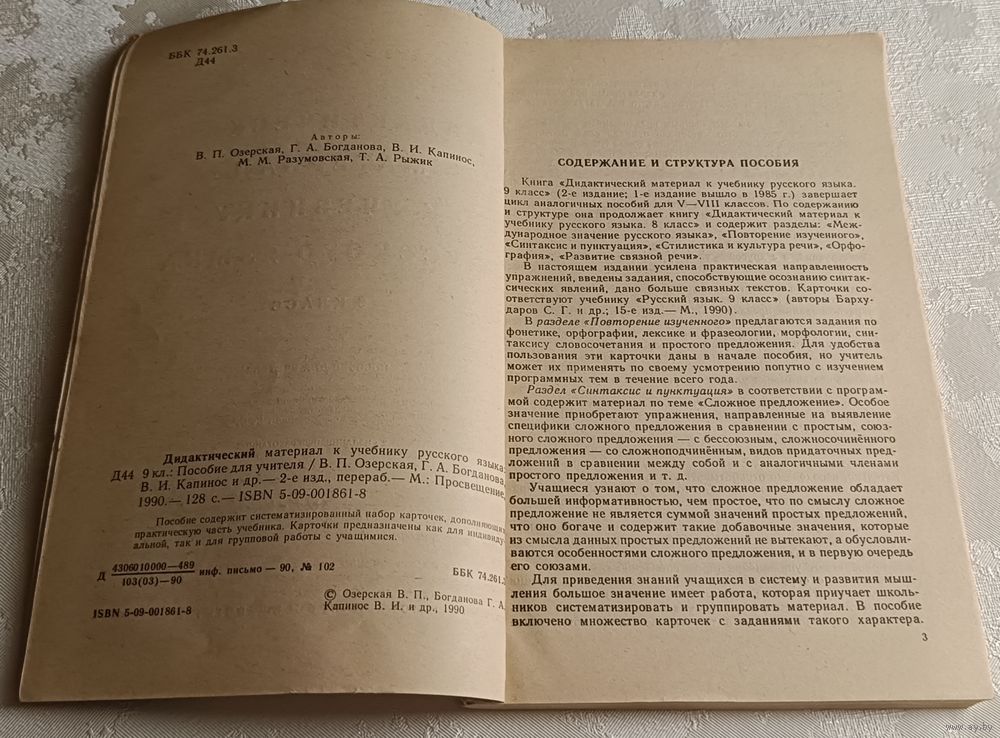 ББК 74.261.3
Д44
Авторы:
В. П. Озерская, Г. А. Богданова, В. И. Капинос,
М. М. Разумовская, Т. А. Рыжик
Дидактический материал к учебнику русского языка.
Д44 9 кл.: Пособие для учителя / В. П. Озерская, Г. А. Богданова,
В. И. Капинос и др.— 2-е изд., перераб.— М.: Просвещение,
1990.— 128 с.— ISBN 5-09-001861-8
Пособие содержит систематизированный набор карточек, дополняющих
практическую часть учебника. Карточки предназначены как для индивиду-
альной, так и для групповой работы с учащимися.
Д 4306010000—489
103(03)—90 инф. письмо — 90, № 102
ББК 74.261.3
ISBN 5-09-001861-8
© Озерская В. П., Богданова Г. А.
Капинос В. И. и др., 1990
СОДЕРЖАНИЕ И СТРУКТУРА ПОСОБИЯ
Книга «Дидактический материал к учебнику русского языка.
9 класс» (2-е издание; 1-е издание вышло в 1985 г.) завершает
цикл аналогичных пособий для V—VIII классов. По содержанию
и структуре она продолжает книгу «Дидактический материал к
учебнику русского языка. 8 класс» и содержит разделы: «Меж-
дународное значение русского языка», «Повторение изученного»,
«Синтаксис и пунктуация», «Стилистика и культура речи», «Орфо-
графия», «Развитие связной речи».
В настоящем издании усилена практическая направленность
упражнений, введены задания, способствующие осознанию синтак-
сических явлений, дано больше связных текстов. Карточки со-
ответствуют учебнику «Русский язык. 9 класс» (авторы Барху-
даров С. Г. и др.; 15-е изд.— М., 1990).
В разделе «Повторение изученного» предлагаются задания по
фонетике, орфографии, лексике и фразеологии, морфологии, син-
таксису словосочетания и простого предложения. Для удобства
пользования эти карточки даны в начале пособия, но учитель
может их применять по своему усмотрению попутно с изучением
программных тем в течение всего года.
Раздел «Синтаксис и пунктуация» в соответствии с програм-
мой содержит материал по теме «Сложное предложение». Особое
значение приобретают упражнения, направленные на выявление
специфики сложного предложения в сравнении с простым, союз-
ного сложного предложения — с бессоюзным, сложносочинённого
предложения — со сложноподчинённым, видов придаточных пред-
ложений в сравнении между собой и с аналогичными членами
простого предложения и т. д.
Учащиеся узнают о том, что сложное предложение обладает
большей информативностью, чем простое, что по смыслу сложное
предложение не является суммой значений простых предложений,
что оно богаче и содержит такие добавочные значения, которые
из смысла данных простых предложений не вытекают, а обусловли-
ваются особенностями сложного предложения, и в первую очередь
его союзами.
Для приведения знаний учащихся в систему и развития мыш-
ления большое значение имеет работа, которая приучает школь-
ников систематизировать и группировать материал. В пособие
включено множество карточек с заданиями такого характера.
3
www.ay.by